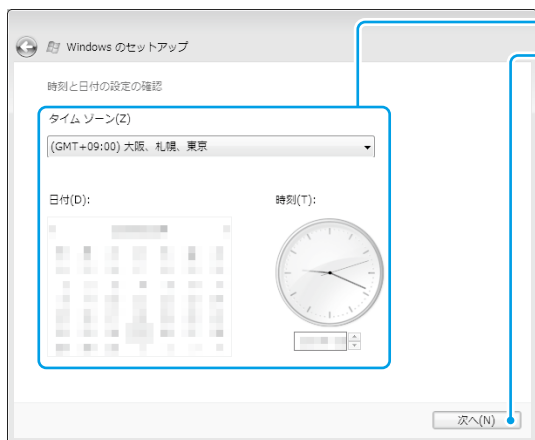 Windows のセットアップ
時刻と日付の設定の確認
タイム ゾーン(Z)
(GMT+09:00) 大阪、札幌、東京
日付(D):
時刻(T):
次へ(N)